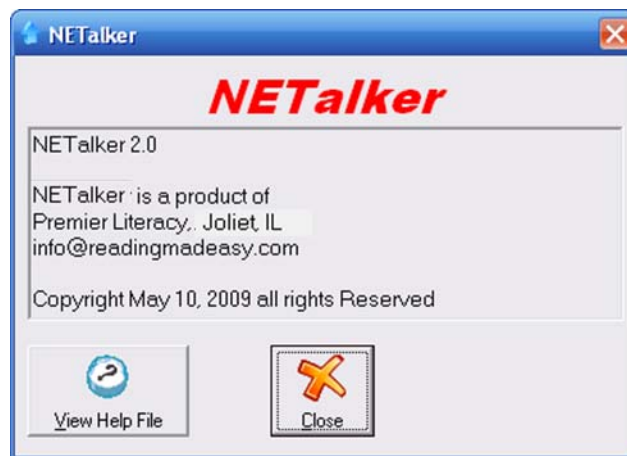 NETalker
NETalker
NETalker 2.0
NETalker is a product of
Premier Literacy,. Joliet, IL
info@readingmadeasy.com
Copyright May 10, 2009 all rights Reserved
View Help File
Close